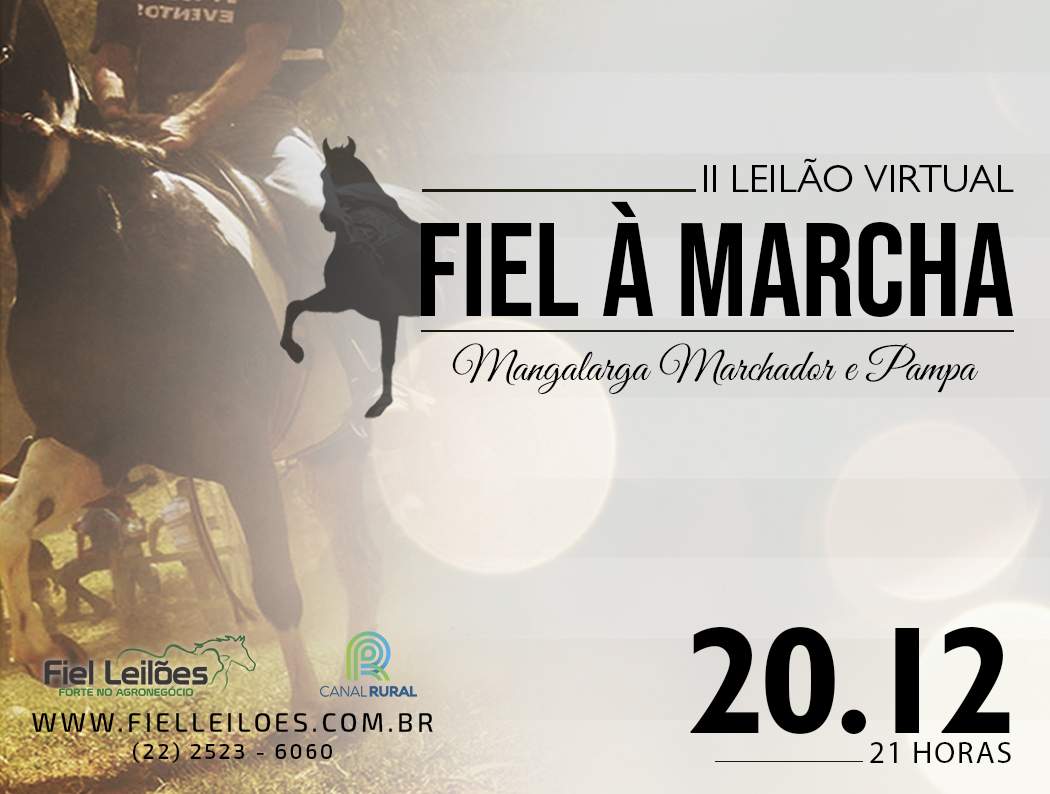 EVENTOS
II LEILÃO VIRTUAL
FIEL À MARCHA
Mangalarga Marchador e Pampa
20.12
21 HORAS
Fiel Leilões
FORTE NO AGRONEGÓCIO
CANAL RURAL
WWW.FIELLEILOES.COM.BR
(22) 2523 - 6060